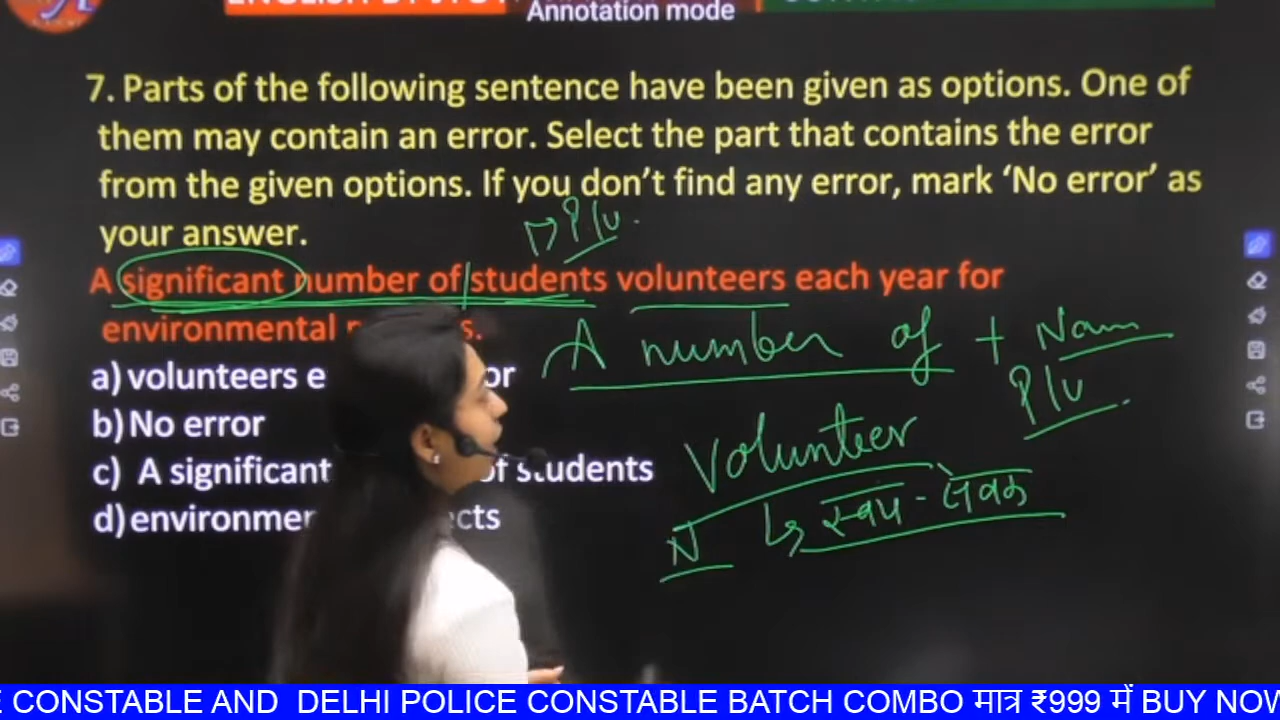 Annotation mode
7. Parts of the following sentence have been given as options. One of
them may contain an error. Select the part that contains the error
from the given options. If you don't find any error, mark 'No error' as
your answer.
Plu.
A significant number of students volunteers each year for
environmental
A number of + Noun
Plu
a) volunteers e or
b) No error
Volunteer
c) A significant of students
N स्वयं-सेवक
d) environmen ects
E CONSTABLE AND DELHI POLICE CONSTABLE BATCH COMBO मात्र ₹999 में BUY NOW